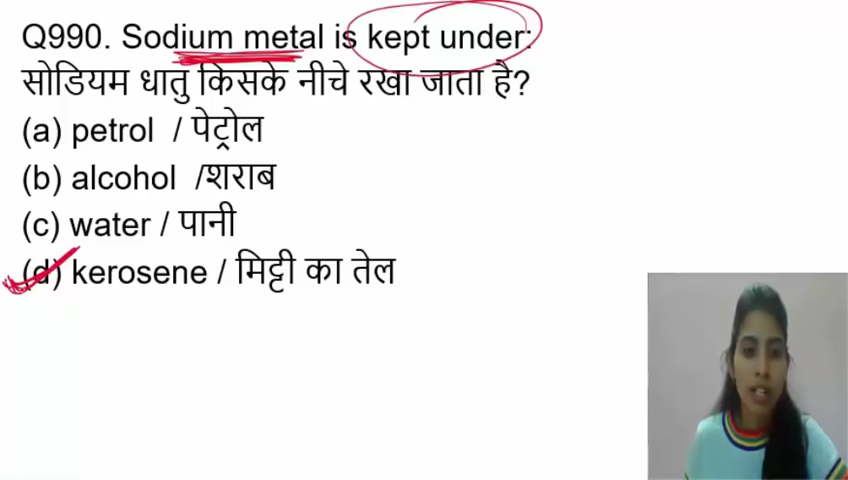 Q990. Sodium metal is kept under:
सोडियम धातु किसके नीचे रखा जाता है?
(a) petrol / पेट्रोल
(b) alcohol /शराब
(c) water / पानी
(d) kerosene / मिट्टी का तेल